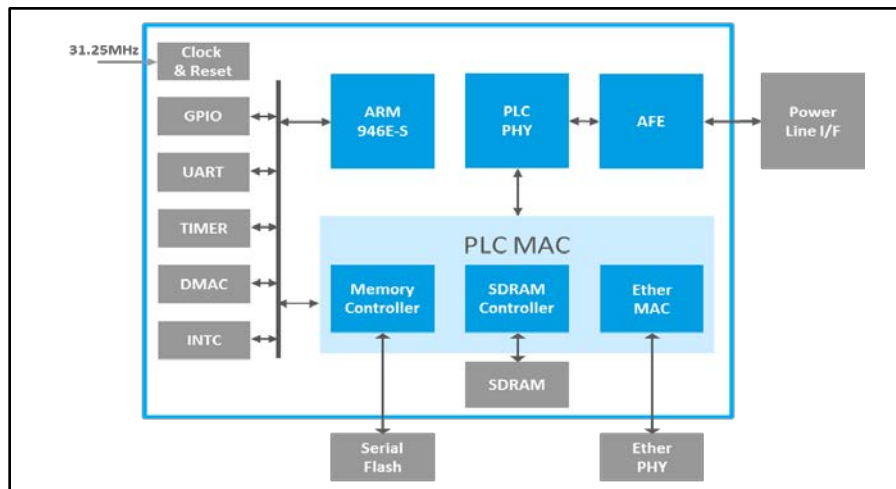 31.25MHz
Clock
& Reset
GPIO
UART
TIMER
DMAC
INTC
ARM
946E-S
PLC
PHY
AFE
Power
Line I/F
PLC MAC
Memory
Controller
SDRAM
Controller
Ether
MAC
SDRAM
Serial
Flash
Ether
PHY